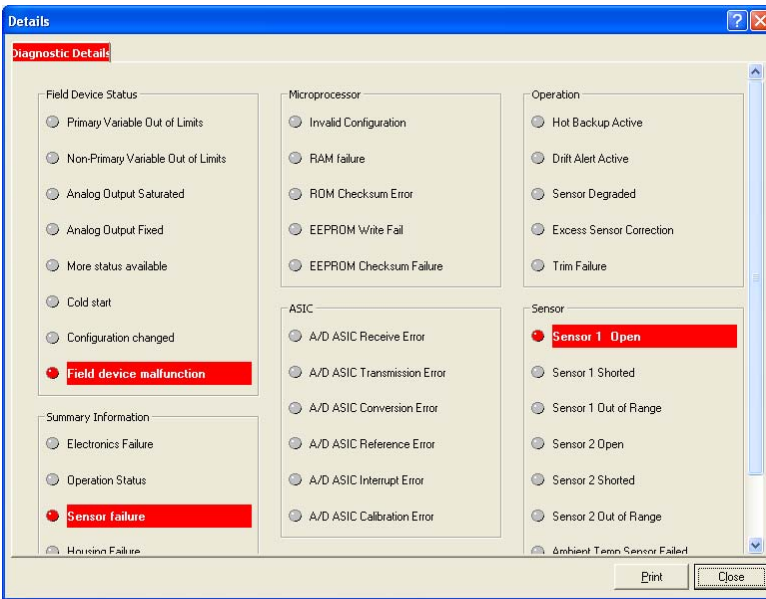 Details
Diagnostic Details
Field Device Status
Primary Variable Out of Limits
Non-Primary Variable Out of Limits
Analog Output Saturated
Analog Output Fixed
More status available
Cold start
Configuration changed
Field device malfunction
Summary Information
Electronics Failure
Operation Status
Sensor failure
Housing Failure
Microprocessor
Invalid Configuration
RAM failure
ROM Checksum Error
EEPROM Write Fail
EEPROM Checksum Failure
ASIC
A/D ASIC Receive Error
A/D ASIC Transmission Error
A/D ASIC Conversion Error
A/D ASIC Reference Error
A/D ASIC Interrupt Error
A/D ASIC Calibration Error
Operation
Hot Backup Active
Drift Alert Active
Sensor Degraded
Excess Sensor Correction
Trim Failure
Sensor
Sensor 1 Open
Sensor 1 Shorted
Sensor 1 Out of Range
Sensor 2 Open
Sensor 2 Shorted
Sensor 2 Out of Range
Ambient Temp Sensor Failed
Print
Close